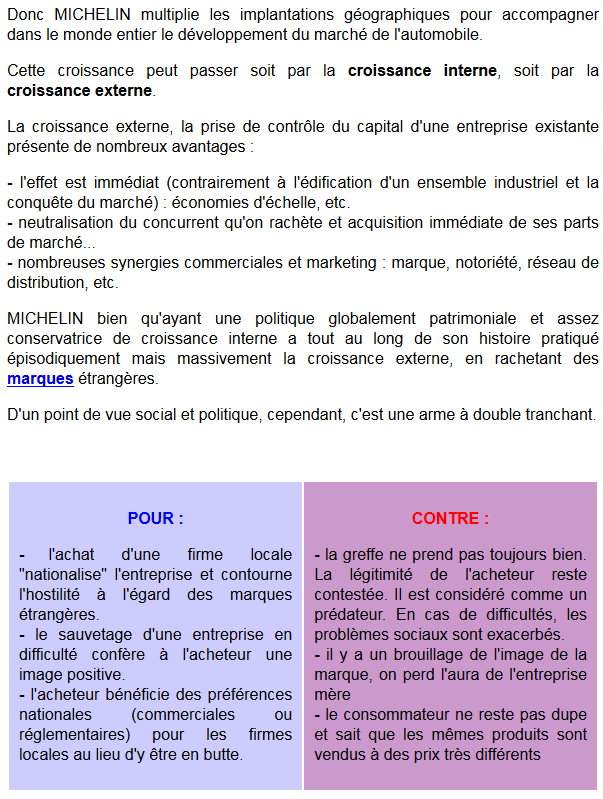 Donc MICHELIN multiplie les implantations géographiques pour accompagner
dans le monde entier le développement du marché de l'automobile.
Cette croissance peut passer soit par la croissance interne, soit par la
croissance externe.
La croissance externe, la prise de contrôle du capital d'une entreprise existante
présente de nombreux avantages :
- l'effet est immédiat (contrairement à l'édification d'un ensemble industriel et la
conquête du marché) : économies d'échelle, etc.
- neutralisation du concurrent qu'on rachète et acquisition immédiate de ses parts
de marché...
- nombreuses synergies commerciales et marketing : marque, notoriété, réseau de
distribution, etc.
MICHELIN bien qu'ayant une politique globalement patrimoniale et assez
conservatrice de croissance interne a tout au long de son histoire pratiqué
épisodiquement mais massivement la croissance externe, en rachetant des
marques étrangères.
D'un point de vue social et politique, cependant, c'est une arme à double tranchant.
POUR :
- l'achat d'une firme locale
"nationalise" l'entreprise et contourne
l'hostilité à l'égard des marques
étrangères.
- le sauvetage d'une entreprise en
difficulté confère à l'acheteur une
image positive.
- l'acheteur bénéficie des préférences
nationales (commerciales ou
réglementaires) pour les firmes
locales au lieu d'y être en butte.
CONTRE :
- la greffe ne prend pas toujours bien.
La légitimité de l'acheteur reste
contestée. Il est considéré comme un
prédateur. En cas de difficultés, les
problèmes sociaux sont exacerbés.
- il y a un brouillage de l'image de la
marque, on perd l'aura de l'entreprise
mère
- le consommateur ne reste pas dupe
et sait que les mêmes produits sont
vendus à des prix très différents